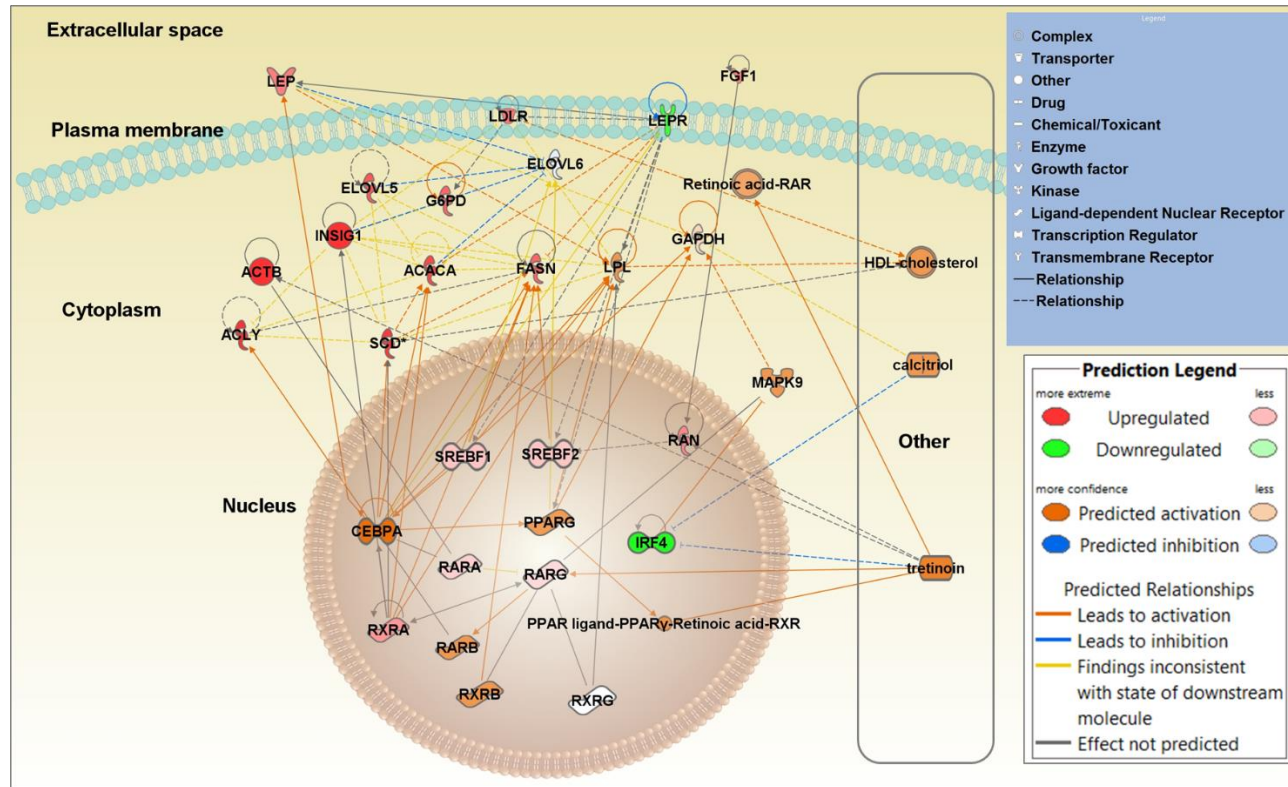 Extracellular space
LEP
FGF1
LDLR
LEPR
Plasma membrane
ELOVL6
ELOVL5
G6PD
Retinoic acid-RAR
INSIG1
GAPDH
ACTB
ACACA
FASN
LPL
HDL-cholesterol
Cytoplasm
ACLY
SCD*
calcitriol
MAPK9
Other
SREBF1
SREBF2
RAN
Nucleus
CEBPA
PPARG
IRF4
RARA
RARG
tretinoin
RXRA
PPAR ligand-PPARγ-Retinoic acid-RXR
RARB
RXRB
RXRG
Legend
Complex
Transporter
Other
Drug
Chemical/Toxicant
Enzyme
Growth factor
Kinase
Ligand-dependent Nuclear Receptor
Transcription Regulator
Transmembrane Receptor
Relationship
Relationship
Prediction Legend
more extreme less
Upregulated
Downregulated
more confidence less
Predicted activation
Predicted inhibition
Predicted Relationships
Leads to activation
Leads to inhibition
Findings inconsistent
with state of downstream
molecule
Effect not predicted